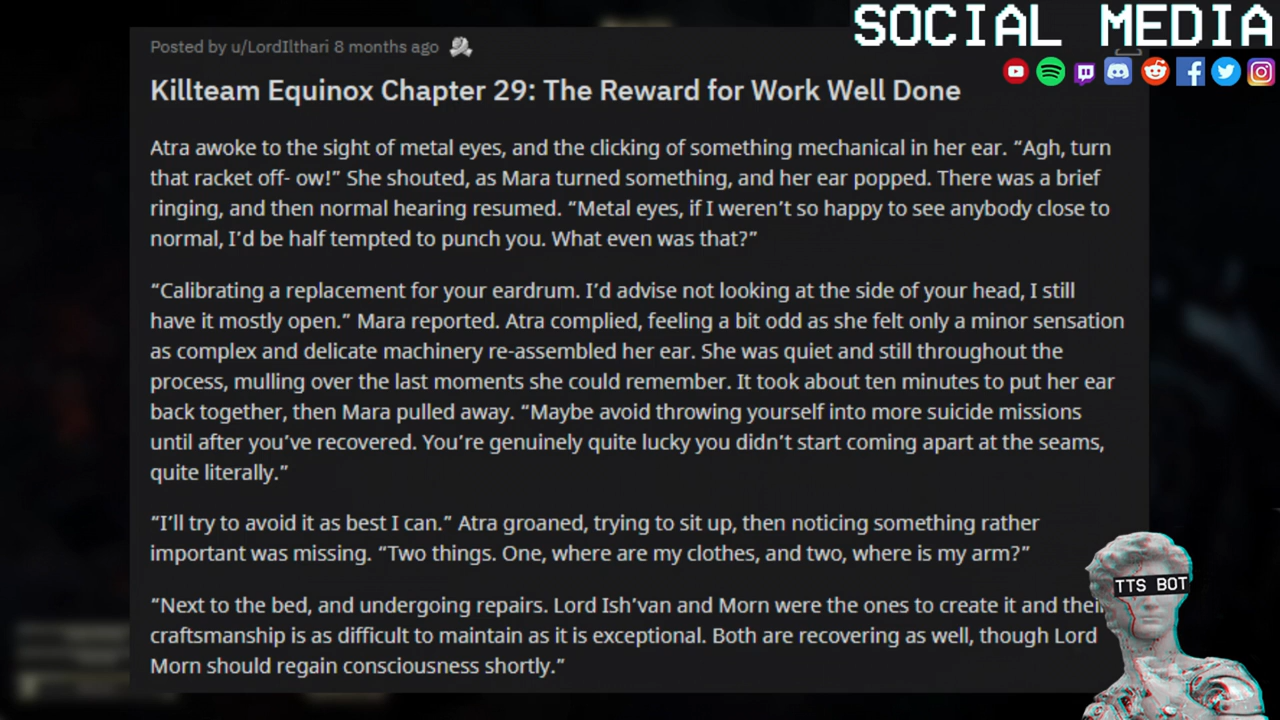 SOCIAL MEDIA
Posted by u/LordIlthari 8 months ago
Killteam Equinox Chapter 29: The Reward for Work Well Done
Atra awoke to the sight of metal eyes, and the clicking of something mechanical in her ear. “Agh, turn
that racket off- ow!” She shouted, as Mara turned something, and her ear popped. There was a brief
ringing, and then normal hearing resumed. “Metal eyes, if I weren’t so happy to see anybody close to
normal, I’d be half tempted to punch you. What even was that?”
“Calibrating a replacement for your eardrum. I’d advise not looking at the side of your head, I still
have it mostly open.” Mara reported. Atra complied, feeling a bit odd as she felt only a minor sensation
as complex and delicate machinery re-assembled her ear. She was quiet and still throughout the
process, mulling over the last moments she could remember. It took about ten minutes to put her ear
back together, then Mara pulled away. “Maybe avoid throwing yourself into more suicide missions
until after you’ve recovered. You’re genuinely quite lucky you didn’t start coming apart at the seams,
quite literally.”
“I’ll try to avoid it as best I can.” Atra groaned, trying to sit up, then noticing something rather
important was missing. “Two things. One, where are my clothes, and two, where is my arm?”
“Next to the bed, and undergoing repairs. Lord Ish’van and Morn were the ones to create it and their
craftsmanship is as difficult to maintain as it is exceptional. Both are recovering as well, though Lord
Morn should regain consciousness shortly.”
TTS BOT